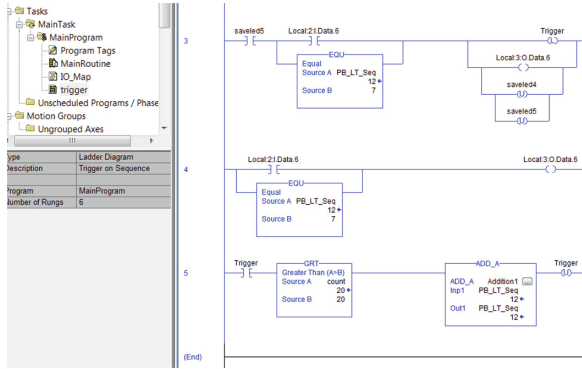 Tasks
MainTask
MainProgram
Program Tags
MainRoutine
IO_Map
trigger
Unscheduled Programs / Phase
Motion Groups
Ungrouped Axes
Type Ladder Diagram
Description Trigger on Sequence
Program MainProgram
Number of Rungs 6
3
saveled5 Local:2:I.Data.6 Trigger
L
EQU
Equal
Source A PB_LT_Seq
12
Source B 7
Local:3:O.Data.6
saveled4
U
saveled5
U
4
Local:2:I.Data.6 Local:3:O.Data.6
EQU
Equal
Source A PB_LT_Seq
12
Source B 7
5
Trigger Trigger
U
GRT
Greater Than (A>B)
Source A count
20
Source B 20
ADD_A
ADD_A Addition1 ...
Inp1 PB_LT_Seq
12
Out1 PB_LT_Seq
12
(End)